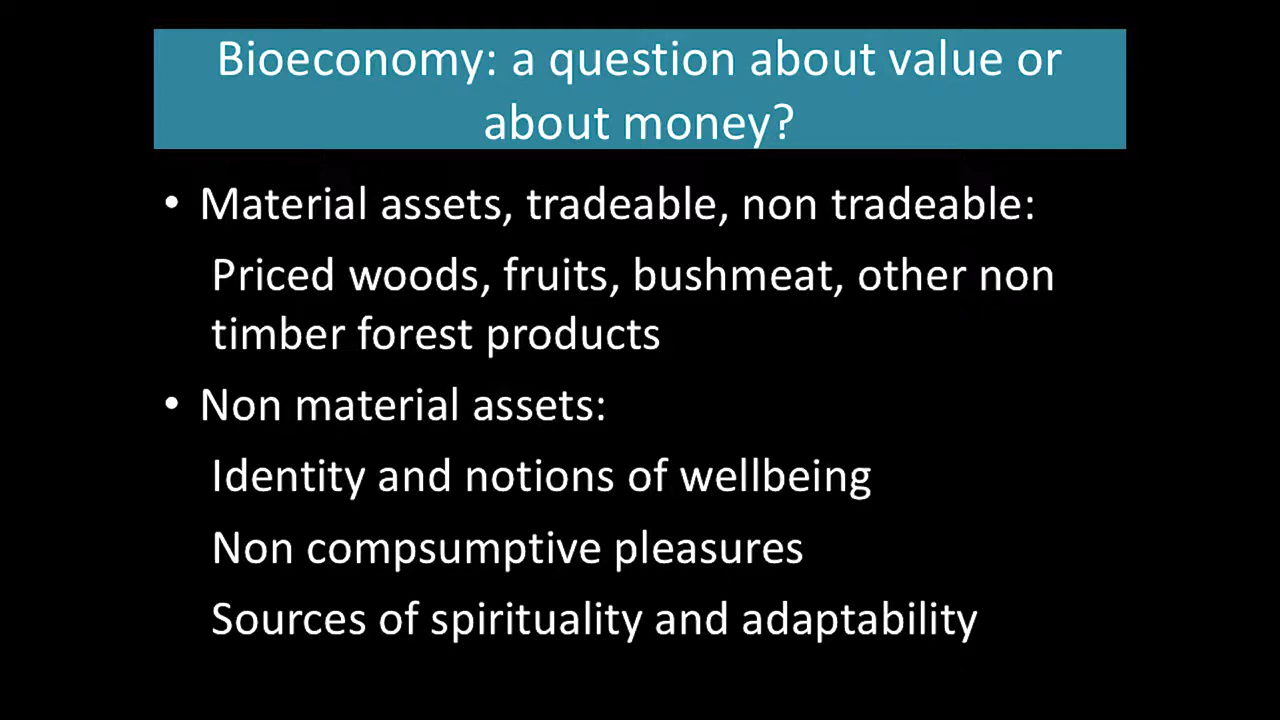 Bioeconomy: a question about value or
about money?
• Material assets, tradeable, non tradeable:
Priced woods, fruits, bushmeat, other non
timber forest products
• Non material assets:
Identity and notions of wellbeing
Non compsumptive pleasures
Sources of spirituality and adaptability